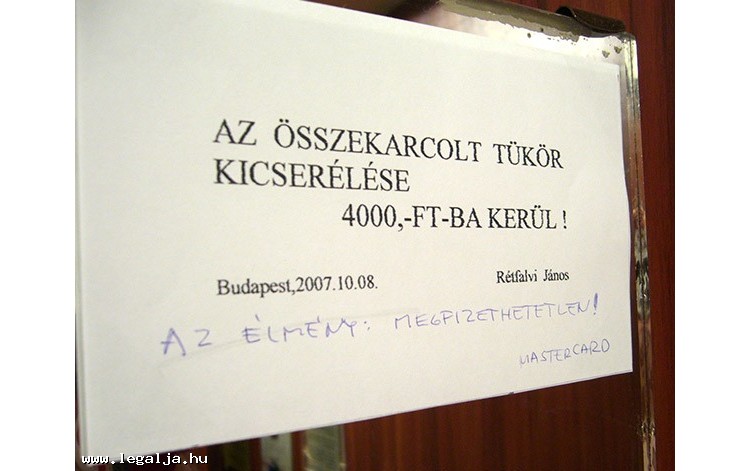 AZ ÖSSZEKARCOLT TÜKÖR
KICSERÉLÉSE
4000,-FT-BA KERÜL !
Budapest,2007.10.08. Rétfalvi János
AZ ÉLMÉNY: MEGFIZETHETETLEN!
MASTERCARD
www.legalja.hu